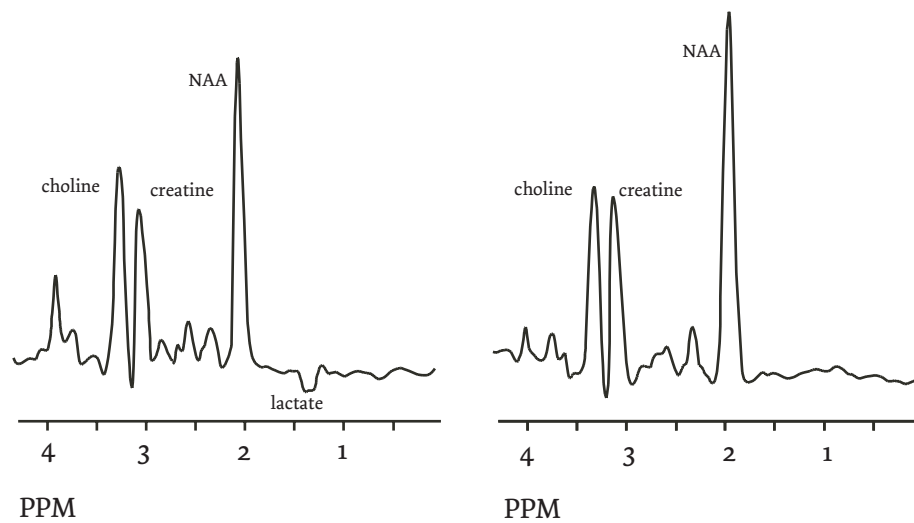 NAA
choline
creatine
lactate
4 3 2 1
PPM
NAA
choline
creatine
4 3 2 1
PPM